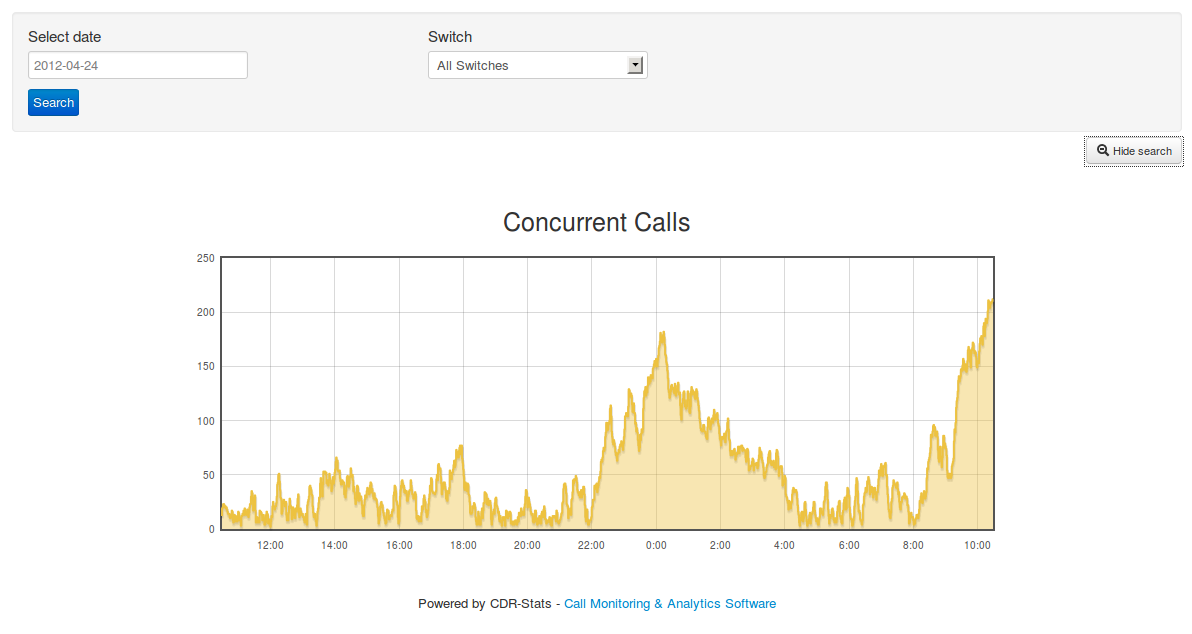 Select date
Switch
2012-04-24
All Switches
Search
Hide search
Concurrent Calls
250
200
150
100
50
0
12:00 14:00 16:00 18:00 20:00 22:00 0:00 2:00 4:00 6:00 8:00 10:00
Powered by CDR-Stats - Call Monitoring & Analytics Software